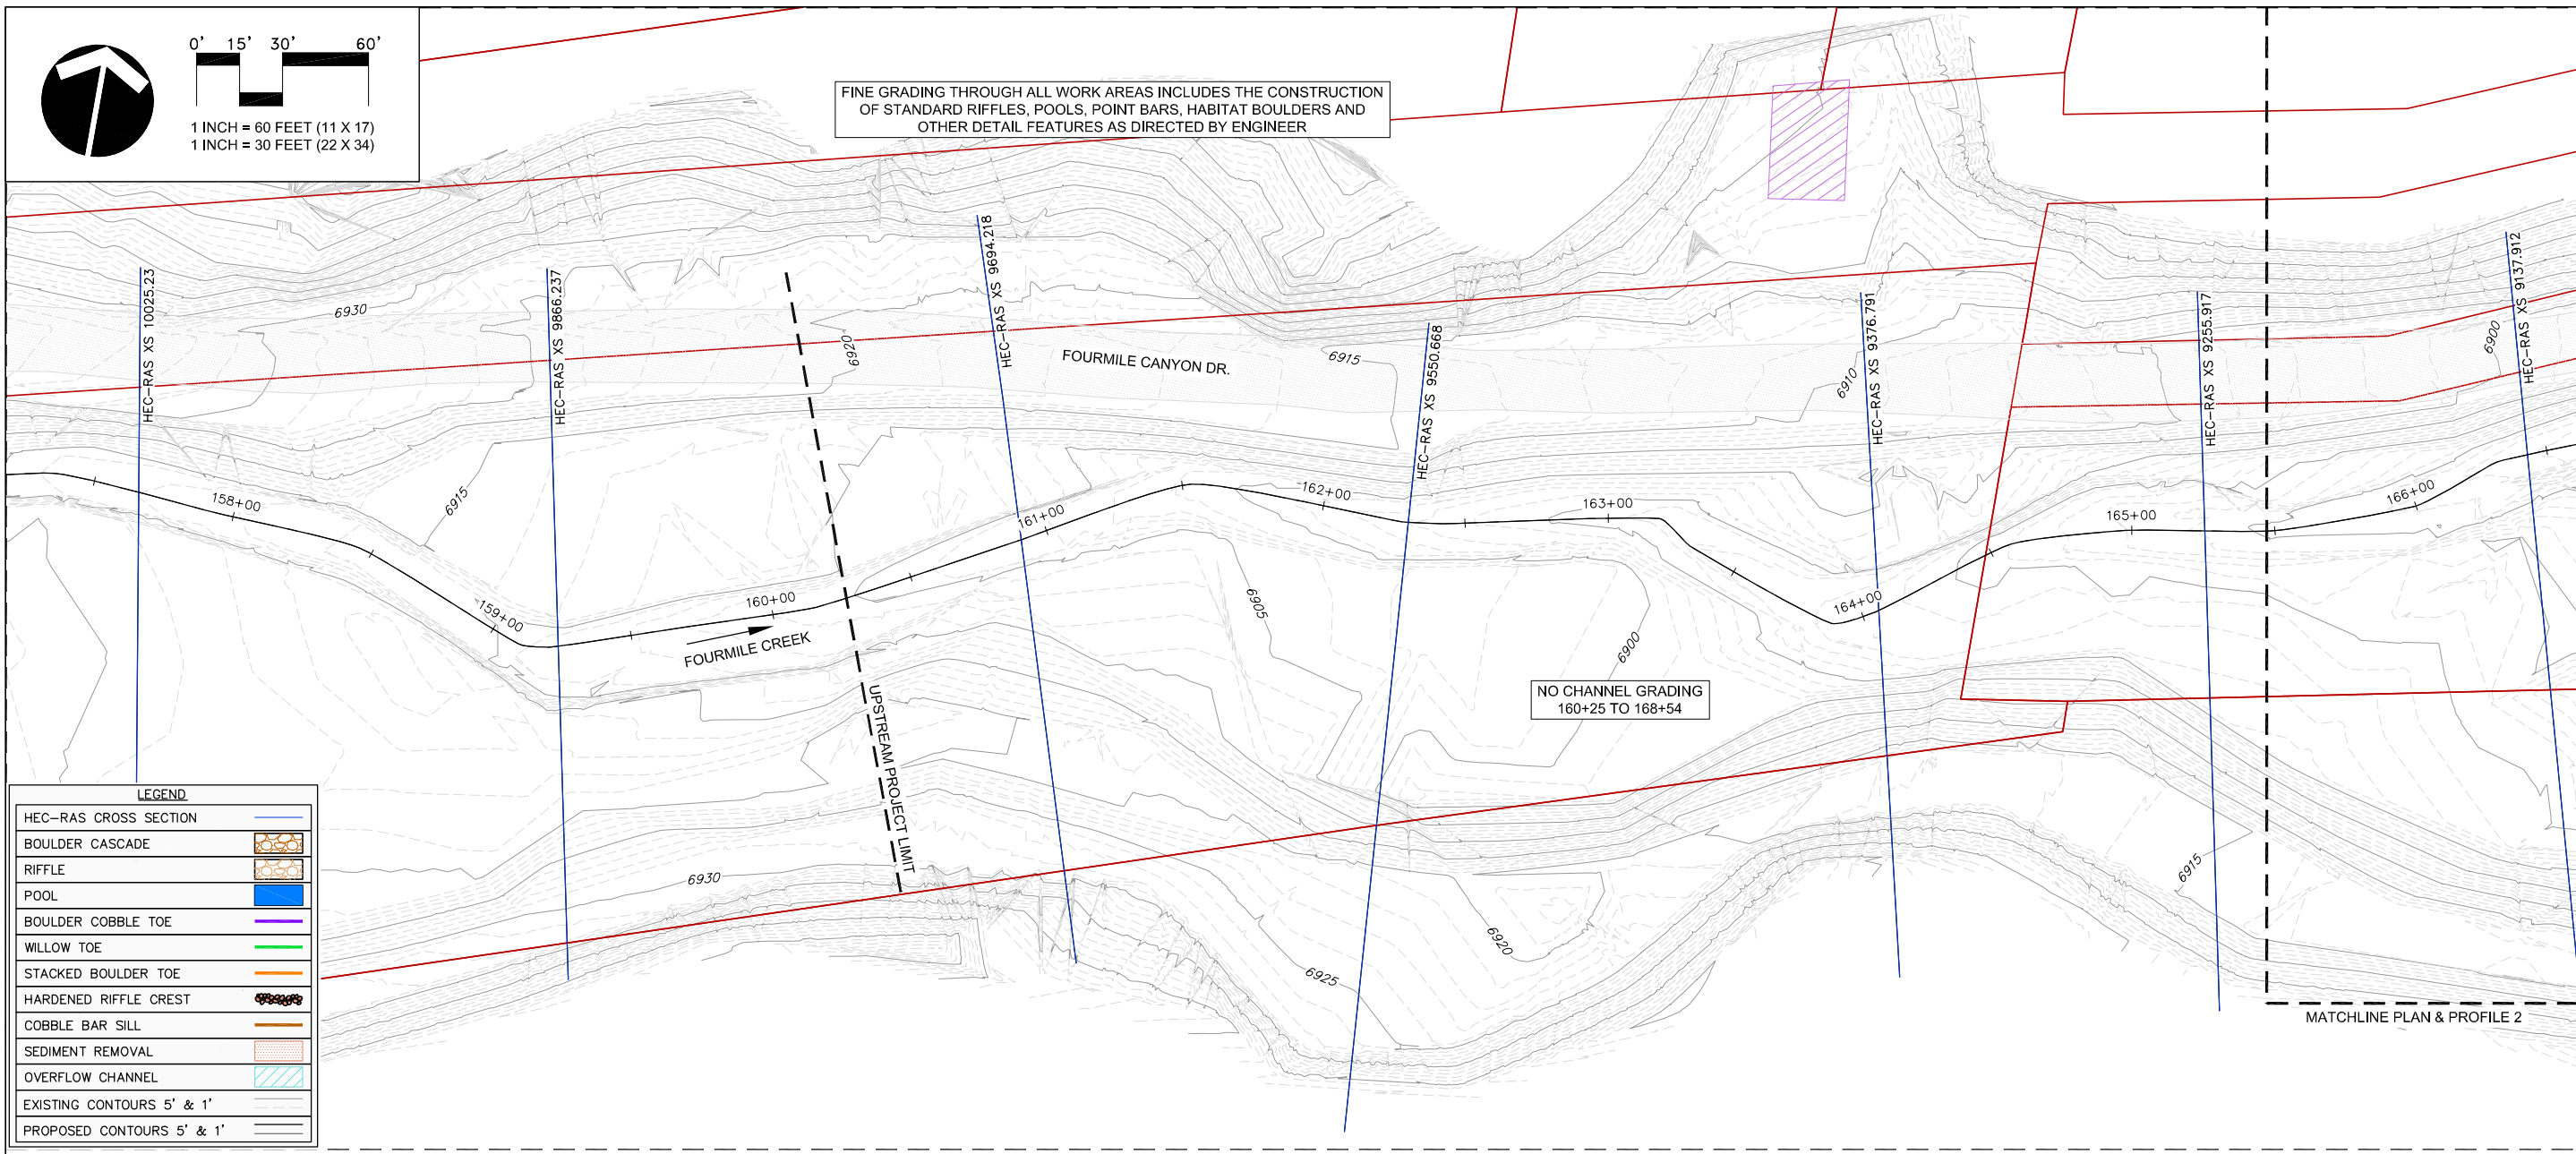 0' 15' 30' 60'
1 INCH = 60 FEET (11 X 17)
1 INCH = 30 FEET (22 X 34)
FINE GRADING THROUGH ALL WORK AREAS INCLUDES THE CONSTRUCTION
OF STANDARD RIFFLES, POOLS, POINT BARS, HABITAT BOULDERS AND
OTHER DETAIL FEATURES AS DIRECTED BY ENGINEER
HEC-RAS XS 10025.23
HEC-RAS XS 9866.237
HEC-RAS XS 9694.218
HEC-RAS XS 9550.668
HEC-RAS XS 9376.791
HEC-RAS XS 9255.917
HEC-RAS XS 9137.912
6930
6920
FOURMILE CANYON DR.
6915
6910
6900
6915
158+00
159+00
160+00
161+00
162+00
163+00
164+00
165+00
166+00
FOURMILE CREEK
UPSTREAM PROJECT LIMIT
6905
6900
NO CHANNEL GRADING
160+25 TO 168+54
6930
6925
6920
6915
MATCHLINE PLAN & PROFILE 2
LEGEND
HEC-RAS CROSS SECTION
BOULDER CASCADE
RIFFLE
POOL
BOULDER COBBLE TOE
WILLOW TOE
STACKED BOULDER TOE
HARDENED RIFFLE CREST
COBBLE BAR SILL
SEDIMENT REMOVAL
OVERFLOW CHANNEL
EXISTING CONTOURS 5' & 1'
PROPOSED CONTOURS 5' & 1'